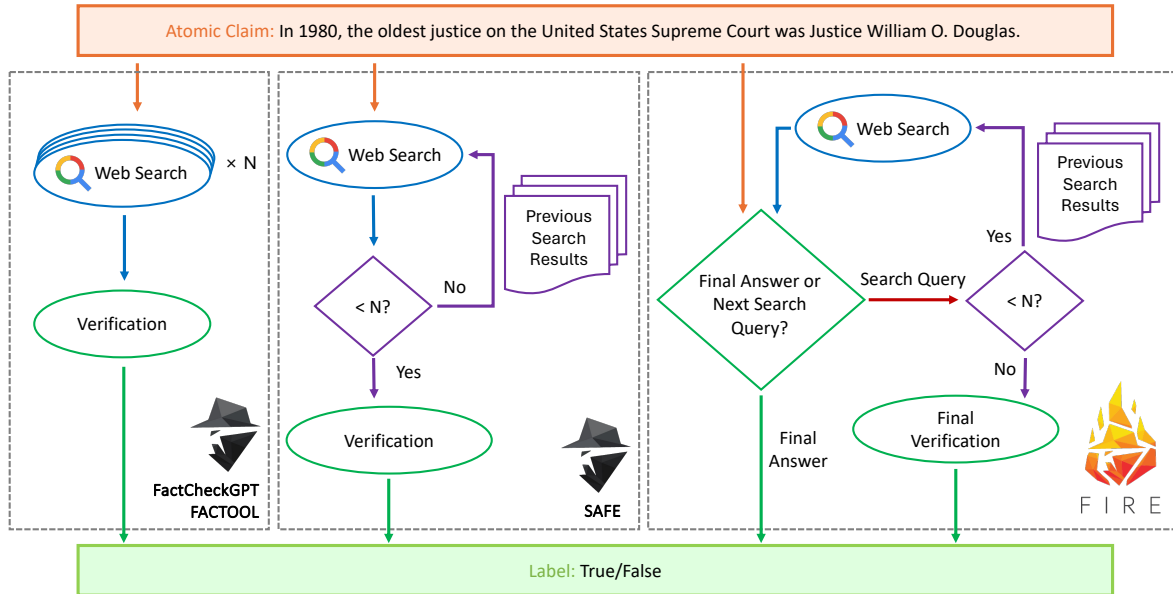 Atomic Claim: In 1980, the oldest justice on the United States Supreme Court was Justice William O. Douglas.
Web Search
× N
Verification
FactCheckGPT
FACTOOL
Web Search
Previous
Search
Results
< N?
No
Yes
Verification
SAFE
Web Search
Previous
Search
Results
Yes
Final Answer or
Next Search
Query?
Search Query
< N?
No
Final
Verification
Final
Answer
FIRE
Label: True/False